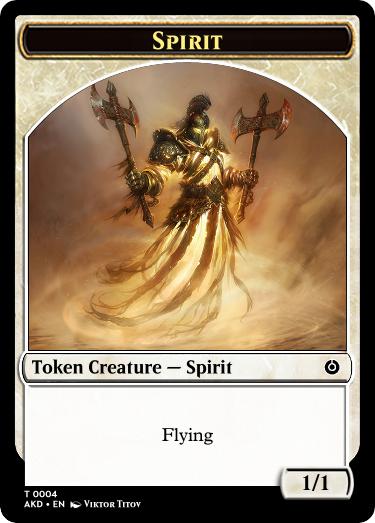 Spirit
Token Creature — Spirit
Flying
1/1
T 0004
AKD • EN Viktor Titov